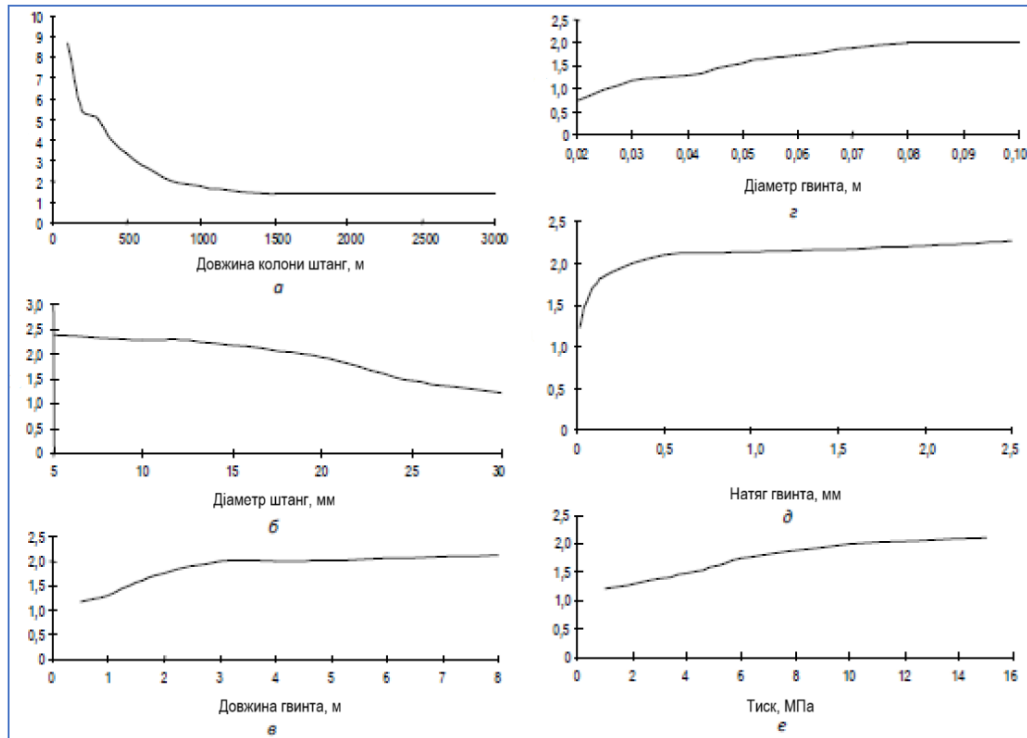 10
9
8
7
6
5
4
3
2
1
0
0 500 1000 1500 2000 2500 3000
Довжина колони штанг, м
а
3,0
2,5
2,0
1,5
1,0
0,5
0
5 10 15 20 25 30
Діаметр штанг, мм
б
2,5
2,0
1,5
1,0
0,5
0
0 1 2 3 4 5 6 7 8
Довжина гвинта, м
в
2,5
2,0
1,5
1,0
0,5
0
0,02 0,03 0,04 0,05 0,06 0,07 0,08 0,09 0,10
Діаметр гвинта, м
г
2,5
2,0
1,5
1,0
0,5
0
0 0,5 1,0 1,5 2,0 2,5
Натяг гвинта, мм
д
2,5
2,0
1,5
1,0
0,5
0
0 2 4 6 8 10 12 14 16
Тиск, МПа
е